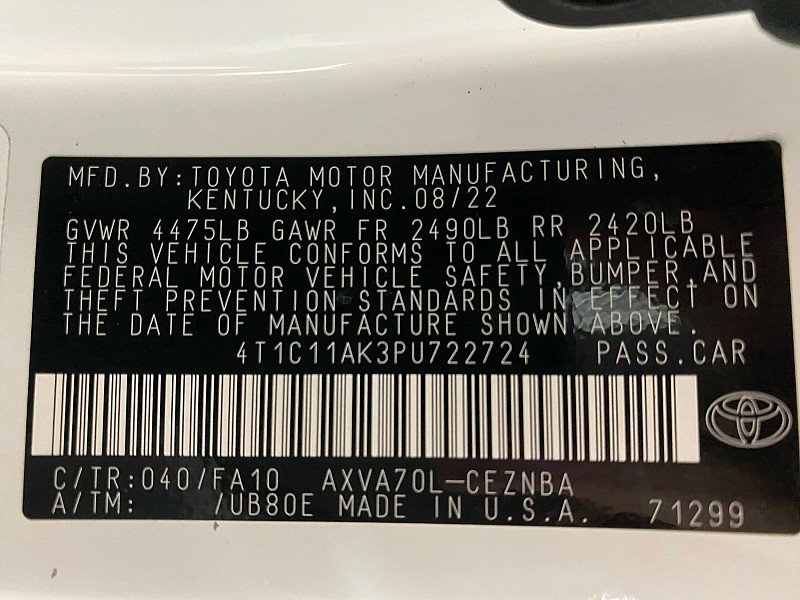 MFD.BY:TOYOTA MOTOR MANUFACTURING,
KENTUCKY,INC.08/22
GVWR 4475LB GAWR FR 2490LB RR 2420LB
THIS VEHICLE CONFORMS TO ALL APPLICABLE
FEDERAL MOTOR VEHICLE SAFETY,BUMPER,AND
THEFT PREVENTION STANDARDS IN EFFECT ON
THE DATE OF MANUFACTURE SHOWN ABOVE.
4T1C11AK3PU722724 PASS.CAR
C/TR:040/FA10 AXVA70L-CEZNBA
A/TM: /UB80E MADE IN U.S.A. 71299